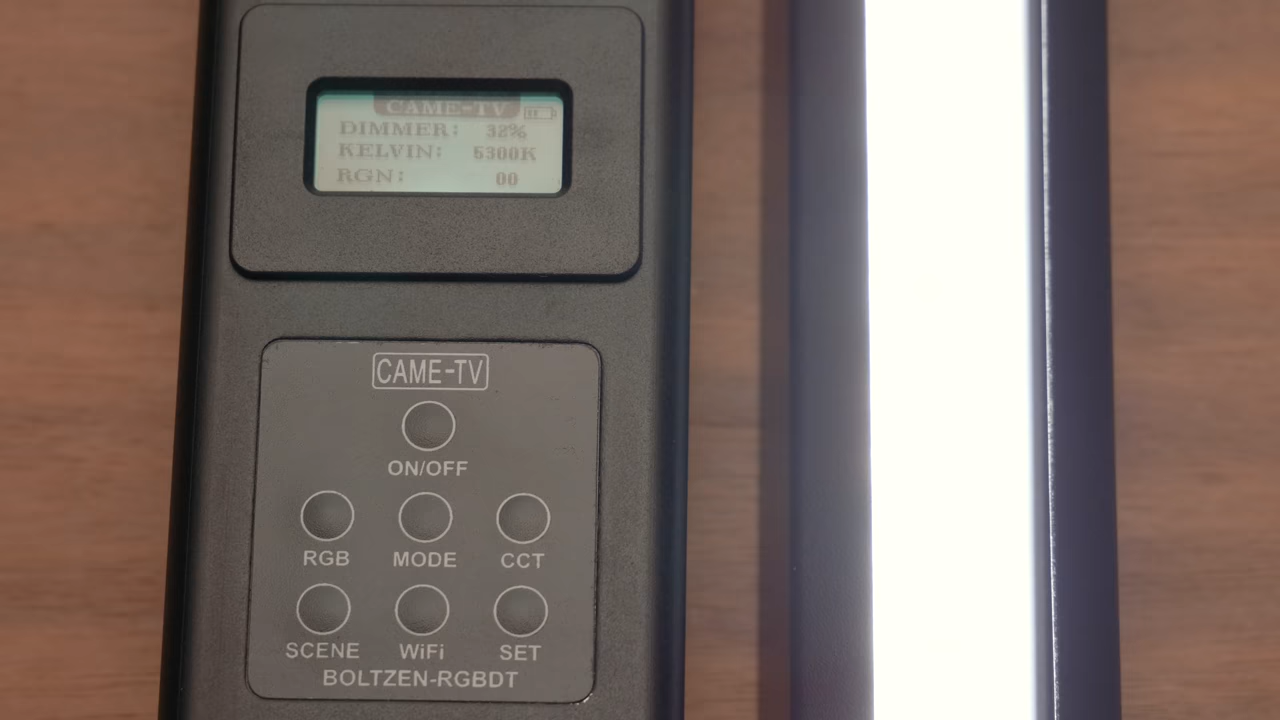 CAME-TV
DIMMER: 32%
KELVIN: 5300K
RGN: 00
CAME-TV
ON/OFF
RGB MODE CCT
SCENE WiFi SET
BOLTZEN-RGBDT